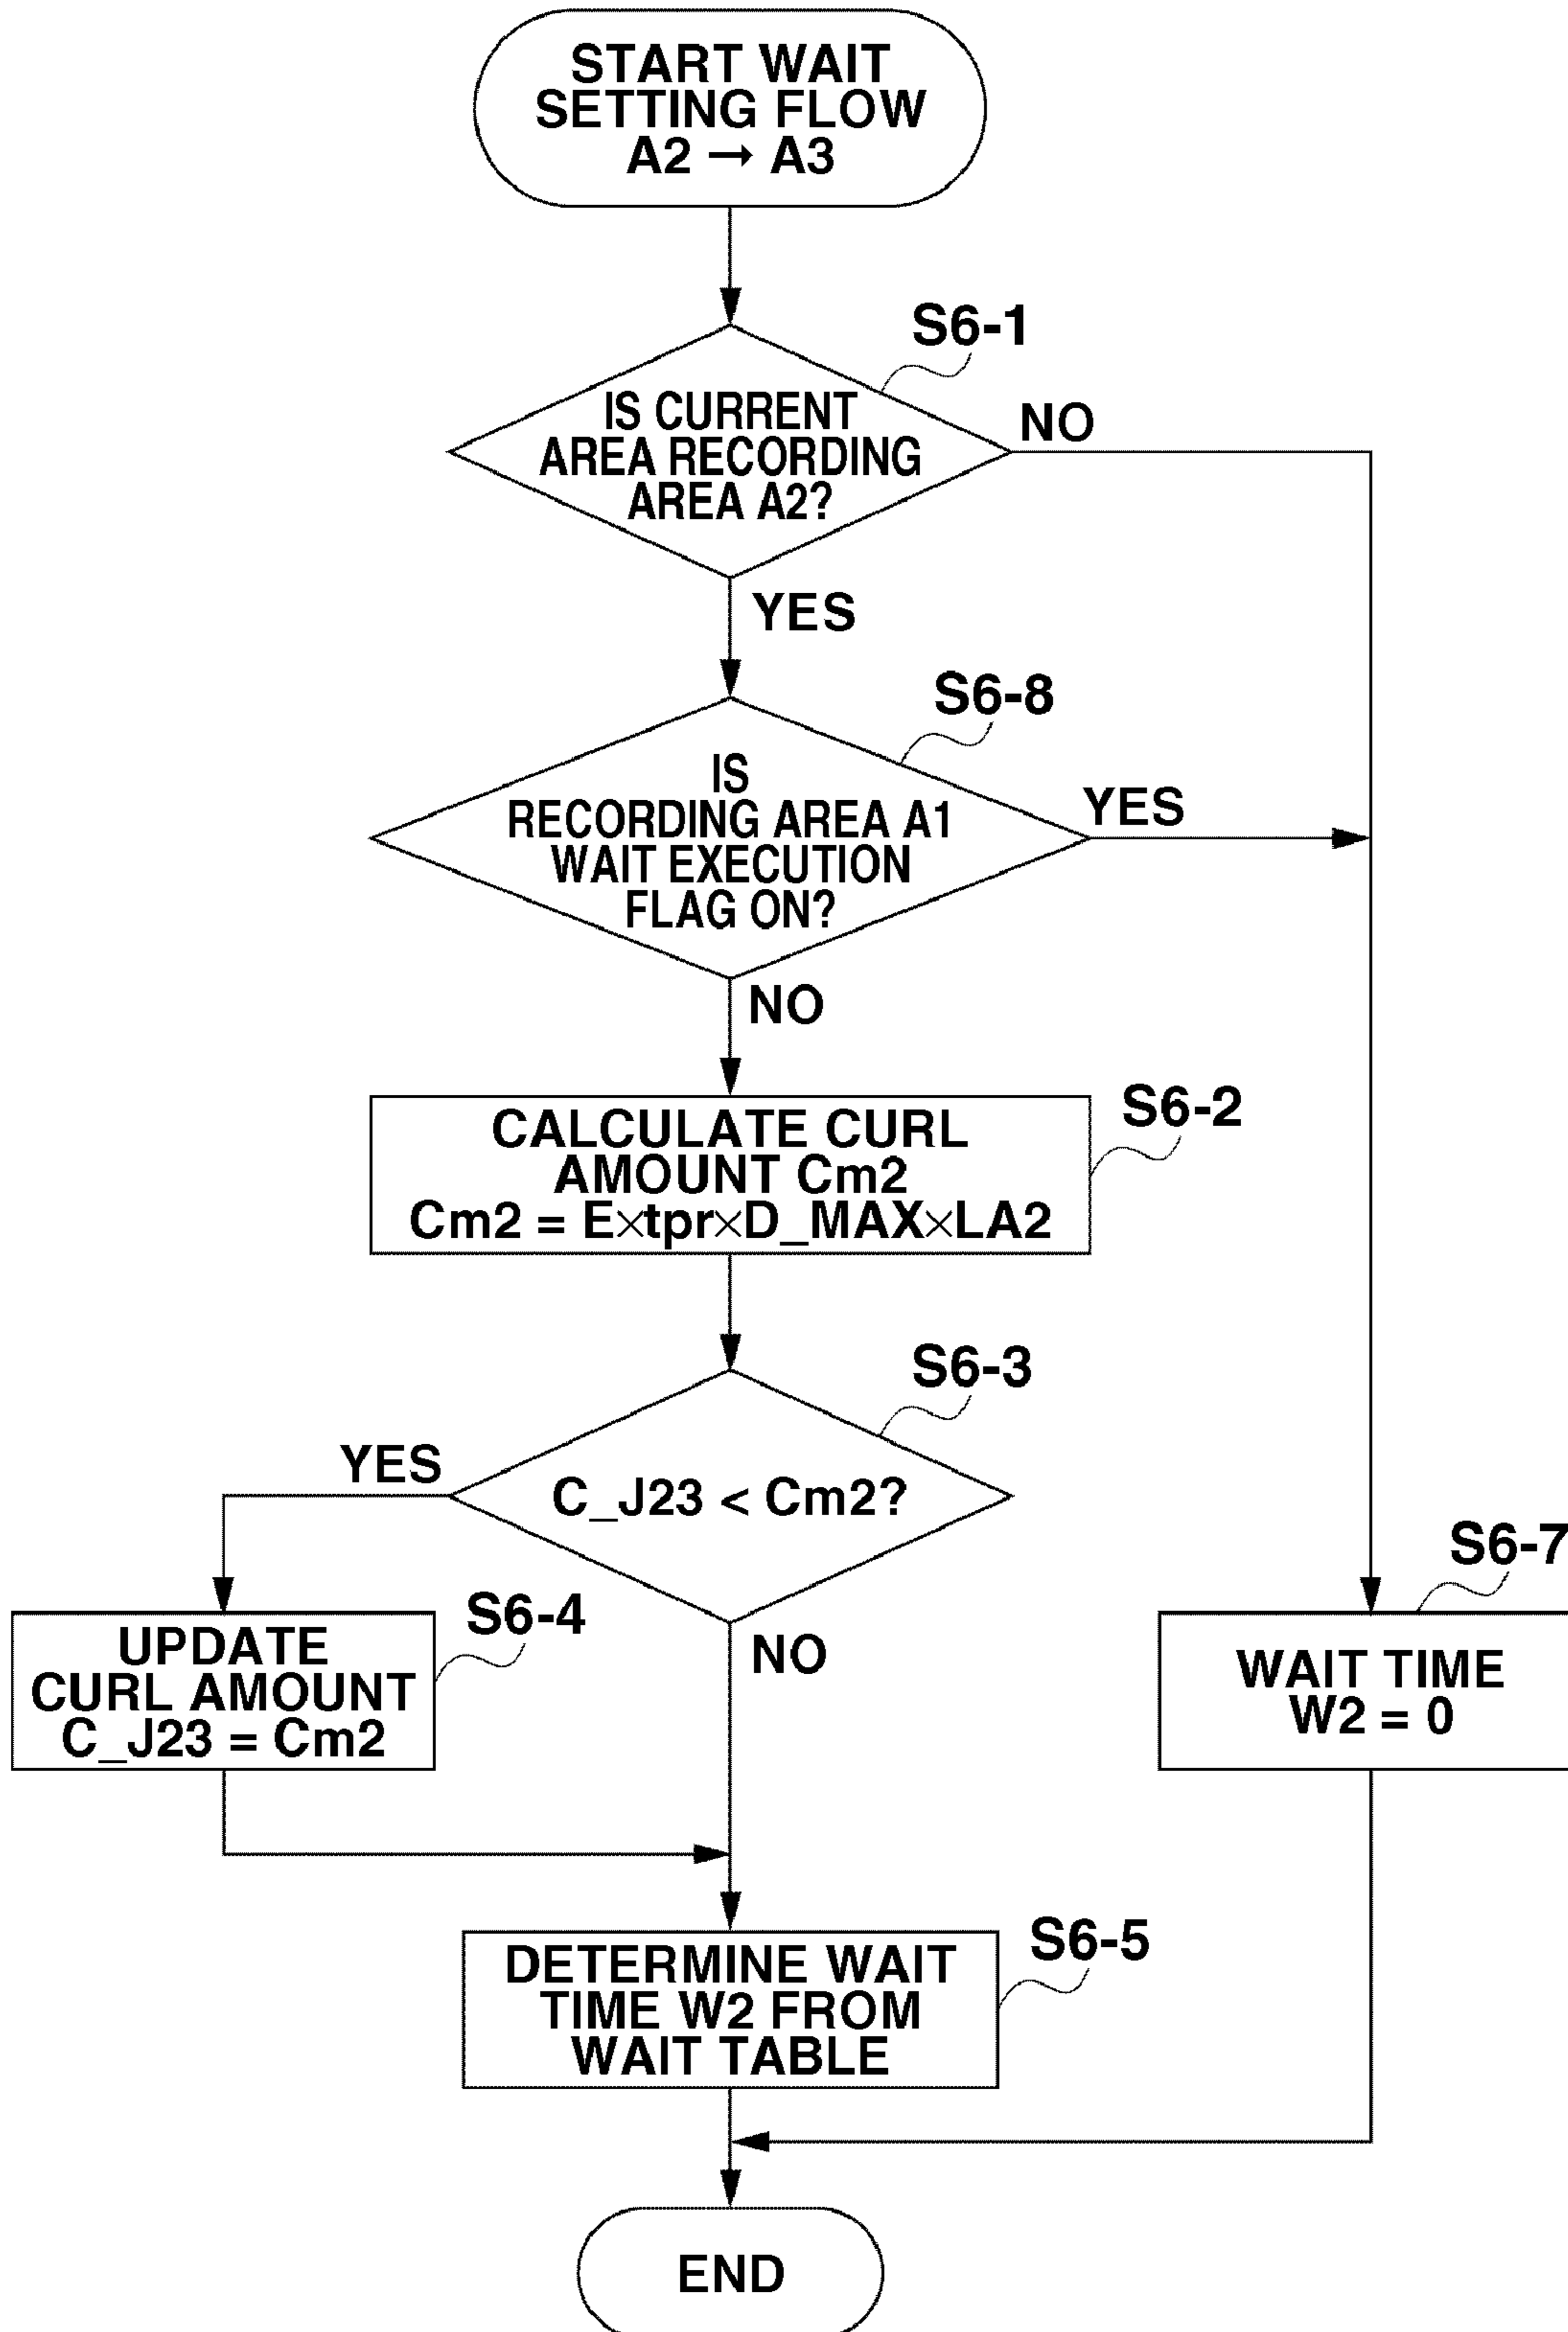 START WAIT
SETTING FLOW
A2 → A3
S6-1
IS CURRENT
AREA RECORDING
AREA A2?
NO
YES
S6-8
IS
RECORDING AREA A1
WAIT EXECUTION
FLAG ON?
YES
NO
S6-2
CALCULATE CURL
AMOUNT Cm2
Cm2 = E×tpr×D_MAX×LA2
S6-3
YES
C_J23 < Cm2?
NO
S6-4
UPDATE
CURL AMOUNT
C_J23 = Cm2
S6-7
WAIT TIME
W2 = 0
S6-5
DETERMINE WAIT
TIME W2 FROM
WAIT TABLE
END